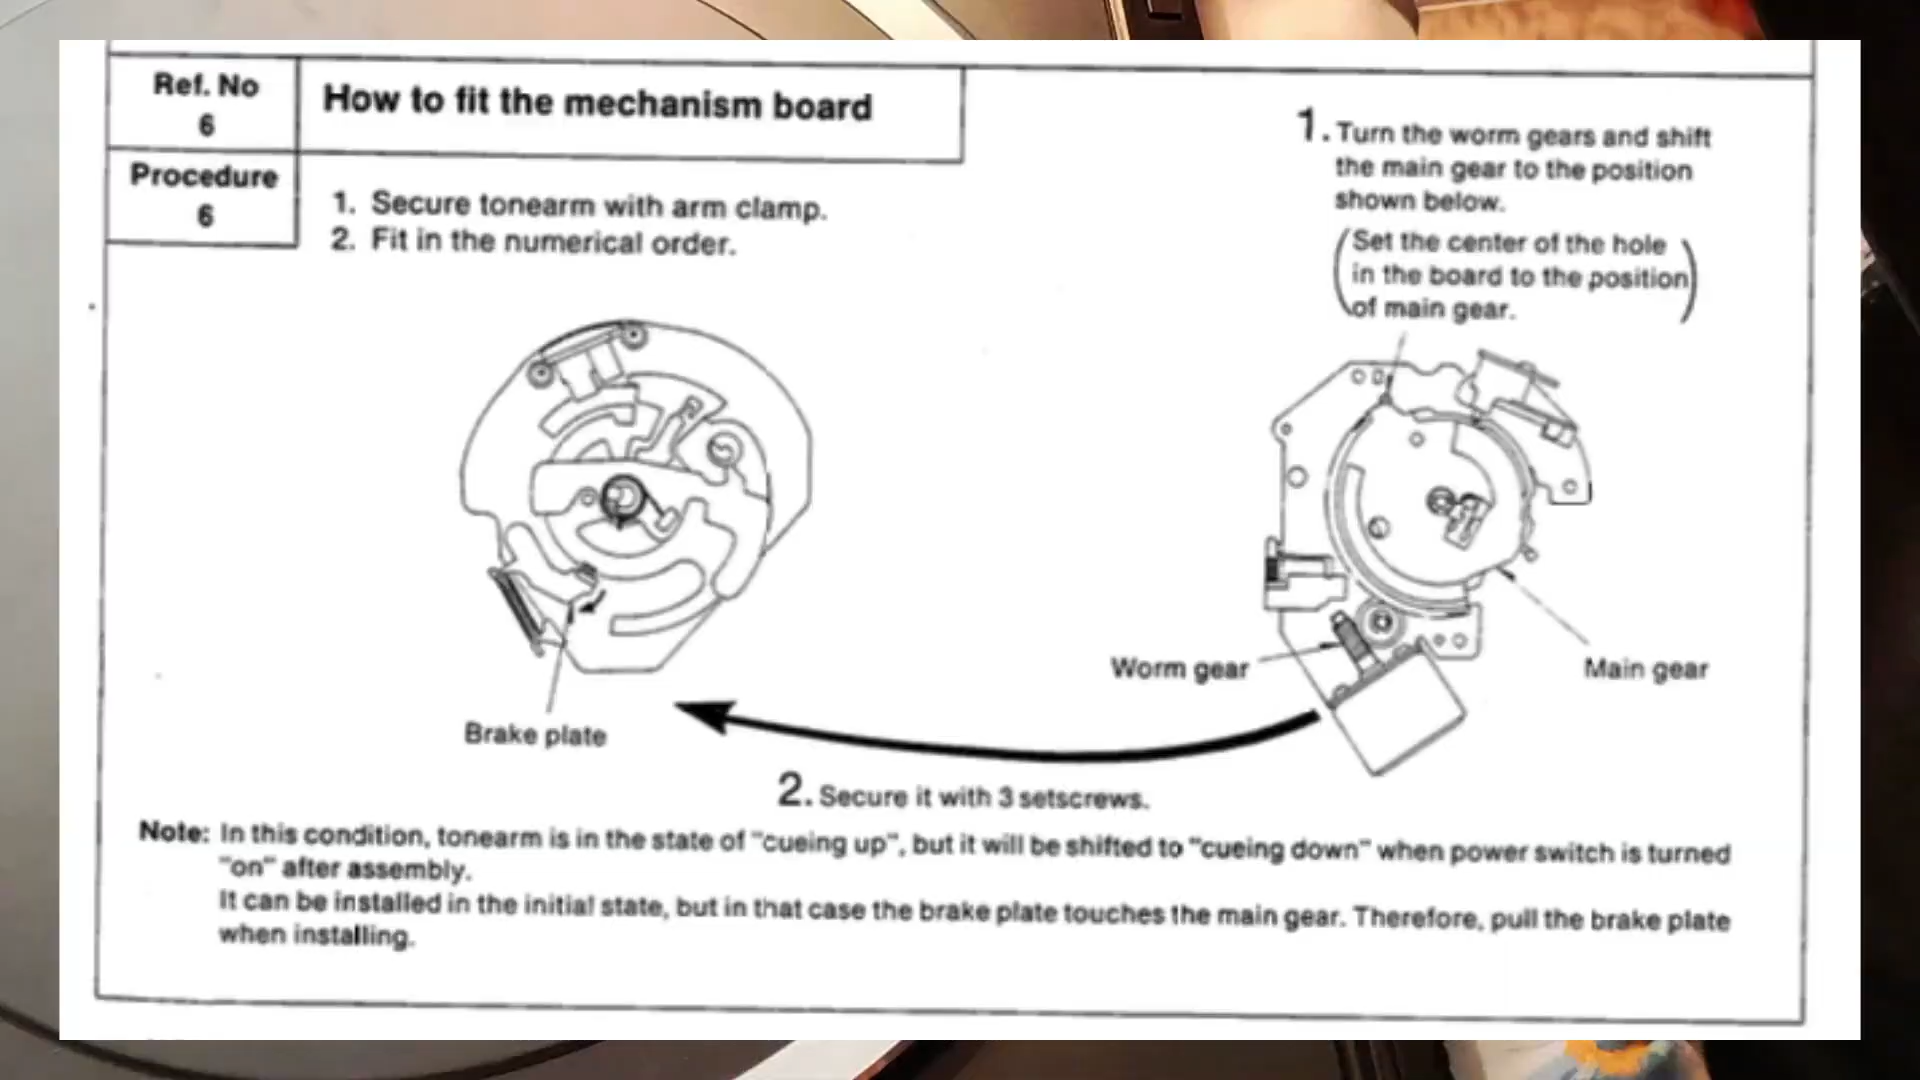 Ref. No
6
How to fit the mechanism board
Procedure
6
1. Secure tonearm with arm clamp.
2. Fit in the numerical order.
1. Turn the worm gears and shift
the main gear to the position
shown below.
(Set the center of the hole
in the board to the position
of main gear.)
Worm gear
Main gear
Brake plate
2. Secure it with 3 setscrews.
Note: In this condition, tonearm is in the state of "cueing up", but it will be shifted to "cueing down" when power switch is turned
"on" after assembly.
It can be installed in the initial state, but in that case the brake plate touches the main gear. Therefore, pull the brake plate
when installing.